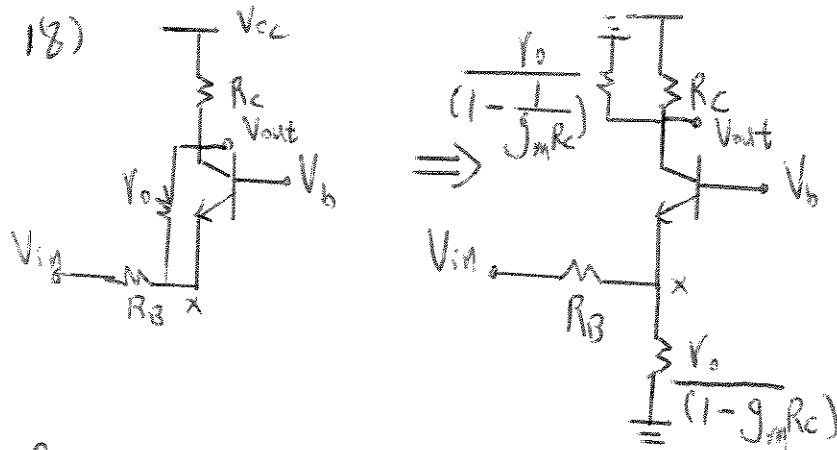 18)
Vcc
Rc
Vout
ro
Vb
Vin
RB
x
⇒
ro
(1 - 1/gmRc)
Rc
Vout
Vb
Vin
RB
x
ro
(1 - gmRc)